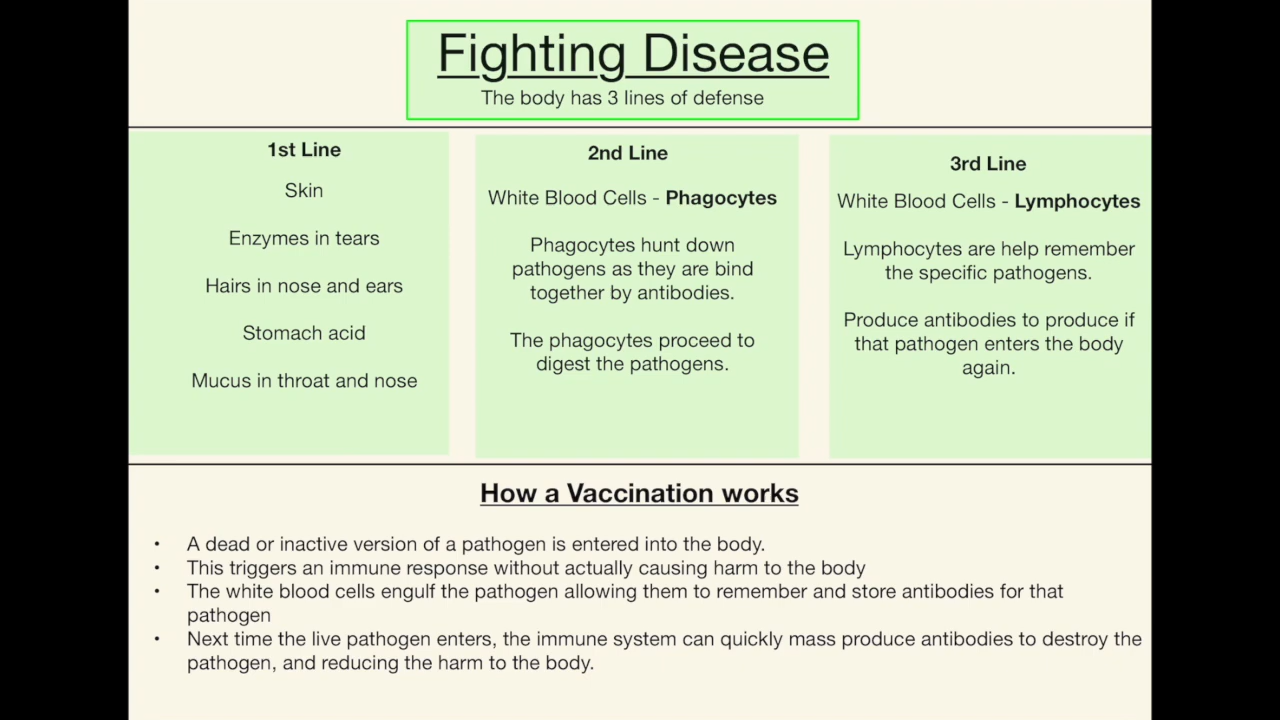 Fighting Disease
The body has 3 lines of defense
1st Line
Skin
Enzymes in tears
Hairs in nose and ears
Stomach acid
Mucus in throat and nose
2nd Line
White Blood Cells - Phagocytes
Phagocytes hunt down
pathogens as they are bind
together by antibodies.
The phagocytes proceed to
digest the pathogens.
3rd Line
White Blood Cells - Lymphocytes
Lymphocytes are help remember
the specific pathogens.
Produce antibodies to produce if
that pathogen enters the body
again.
How a Vaccination works
• A dead or inactive version of a pathogen is entered into the body.
• This triggers an immune response without actually causing harm to the body
• The white blood cells engulf the pathogen allowing them to remember and store antibodies for that
pathogen
• Next time the live pathogen enters, the immune system can quickly mass produce antibodies to destroy the
pathogen, and reducing the harm to the body.